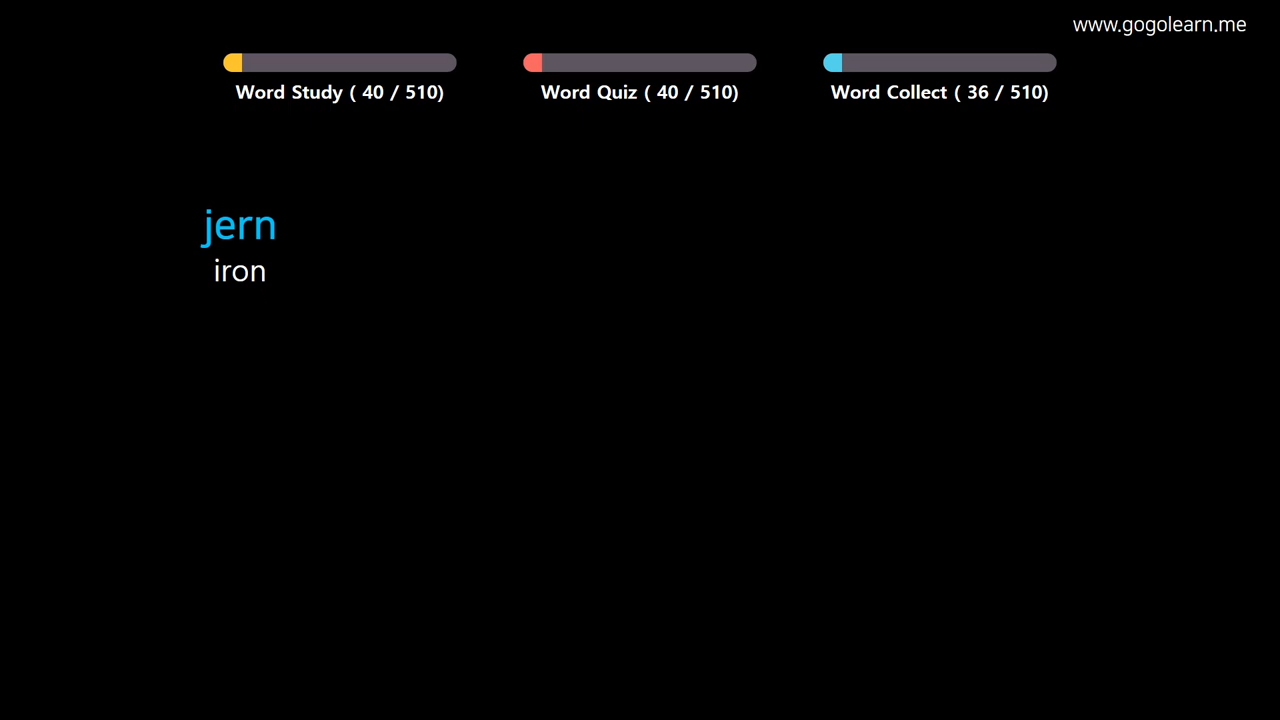 www.gogolearn.me
Word Study ( 40 / 510)
Word Quiz ( 40 / 510)
Word Collect ( 36 / 510)
jern
iron